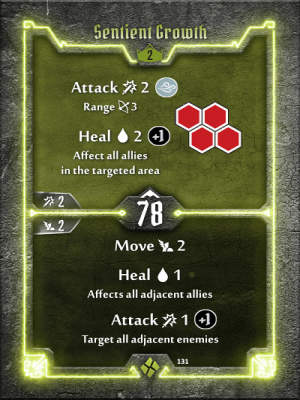 Sentient Growth
2
Attack 2
Range 3
Heal 2 +1
Affect all allies
in the targeted area
2
78
2
Move 2
Heal 1
Affects all adjacent allies
Attack 1 +1
Target all adjacent enemies
131